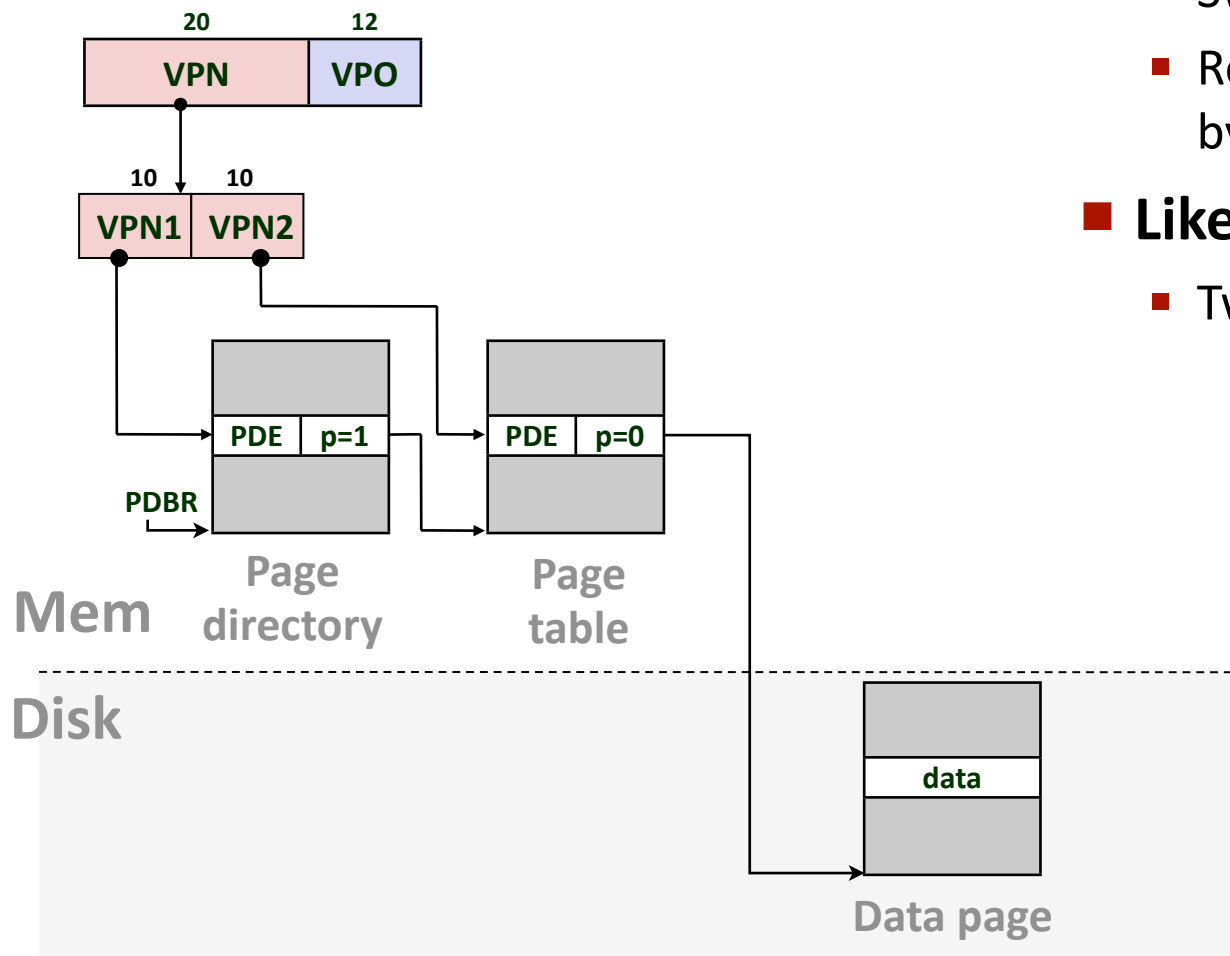 20 12
VPN VPO
10 10
VPN1 VPN2
PDE p=1 PDE p=0
PDBR
Page directory
Page table
Mem
Disk
data
Data page
Like